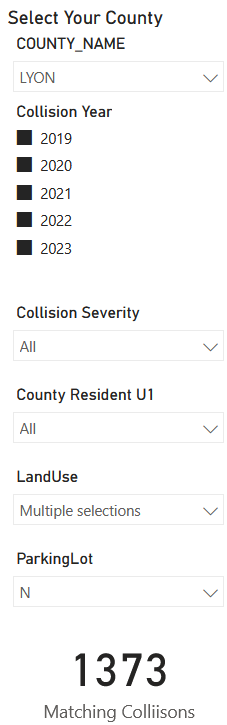 Select Your County
COUNTY_NAME
LYON
Collision Year
2019
2020
2021
2022
2023
Collision Severity
All
County Resident U1
All
LandUse
Multiple selections
ParkingLot
N
1373
Matching Colliisons